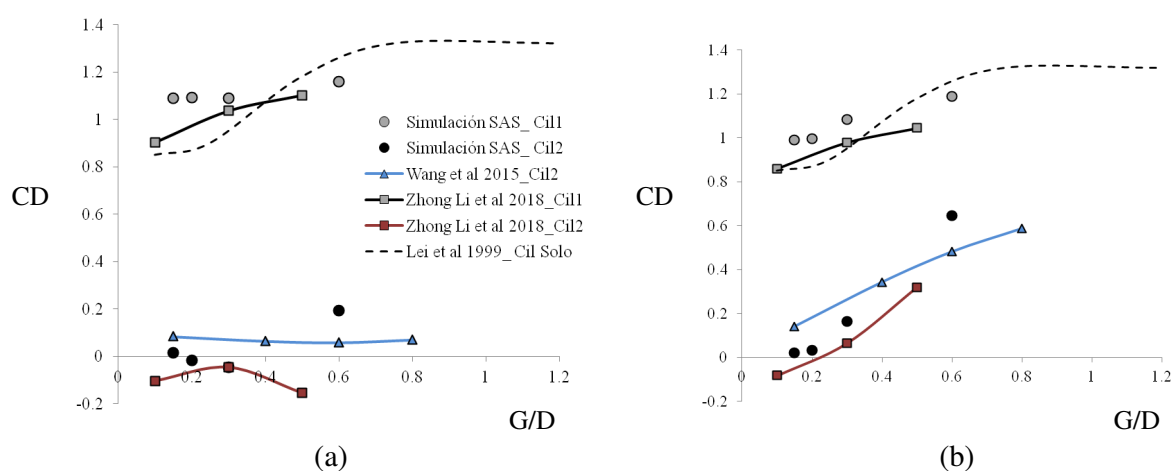 1.4
1.2
1
0.8
0.6
0.4
0.2
0
-0.2
CD
0
0.2
0.4
0.6
0.8
1
1.2
G/D
Simulación SAS_ Cil1
Simulación SAS_ Cil2
Wang et al 2015_Cil2
Zhong Li et al 2018_Cil1
Zhong Li et al 2018_Cil2
Lei et al 1999_ Cil Solo
(a)
1.4
1.2
1
0.8
0.6
0.4
0.2
0
-0.2
CD
0
0.2
0.4
0.6
0.8
1
1.2
G/D
(b)